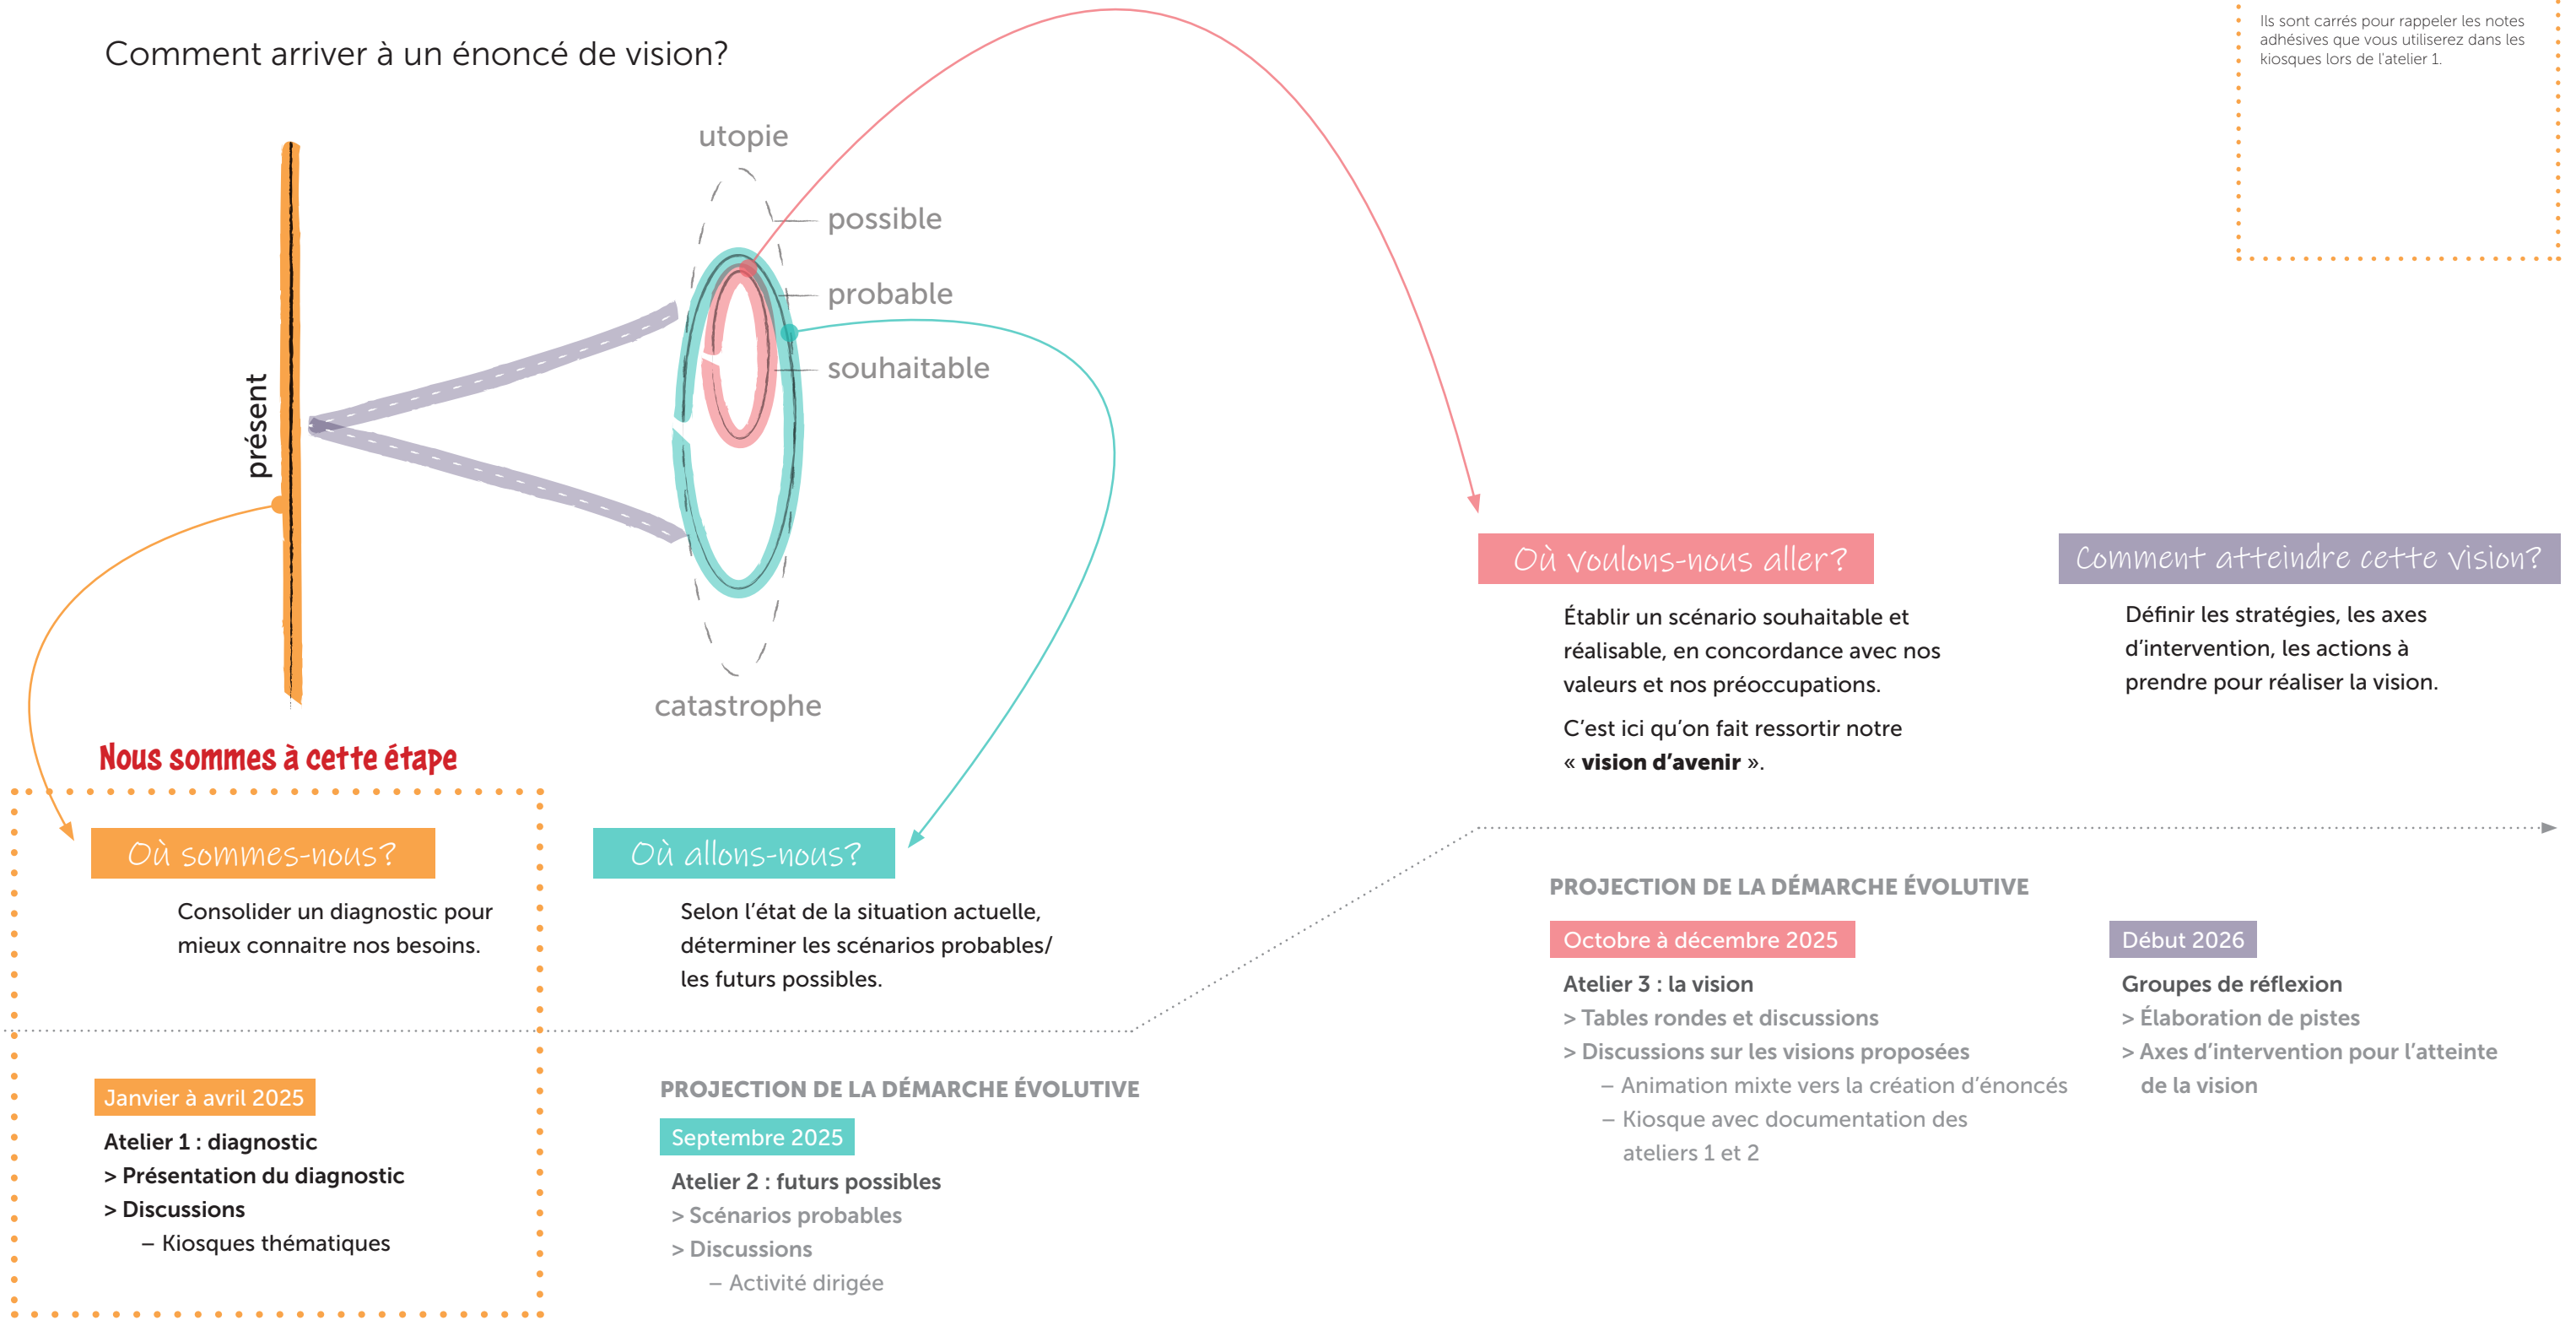 Ils sont carrés pour rappeler les notes
adhésives que vous utiliserez dans les
kiosques lors de l'atelier 1.
Comment arriver à un énoncé de vision?
utopie
possible
probable
souhaitable
présent
catastrophe
Où voulons-nous aller?
Établir un scénario souhaitable et
réalisable, en concordance avec nos
valeurs et nos préoccupations.
C'est ici qu'on fait ressortir notre
« vision d'avenir ».
Comment atteindre cette vision?
Définir les stratégies, les axes
d'intervention, les actions à
prendre pour réaliser la vision.
Nous sommes à cette étape
Où sommes-nous?
Consolider un diagnostic pour
mieux connaitre nos besoins.
Où allons-nous?
Selon l'état de la situation actuelle,
déterminer les scénarios probables/
les futurs possibles.
Janvier à avril 2025
Atelier 1 : diagnostic
> Présentation du diagnostic
> Discussions
– Kiosques thématiques
PROJECTION DE LA DÉMARCHE ÉVOLUTIVE
Septembre 2025
Atelier 2 : futurs possibles
> Scénarios probables
> Discussions
– Activité dirigée
PROJECTION DE LA DÉMARCHE ÉVOLUTIVE
Octobre à décembre 2025
Atelier 3 : la vision
> Tables rondes et discussions
> Discussions sur les visions proposées
– Animation mixte vers la création d'énoncés
– Kiosque avec documentation des
ateliers 1 et 2
Début 2026
Groupes de réflexion
> Élaboration de pistes
> Axes d'intervention pour l'atteinte
de la vision